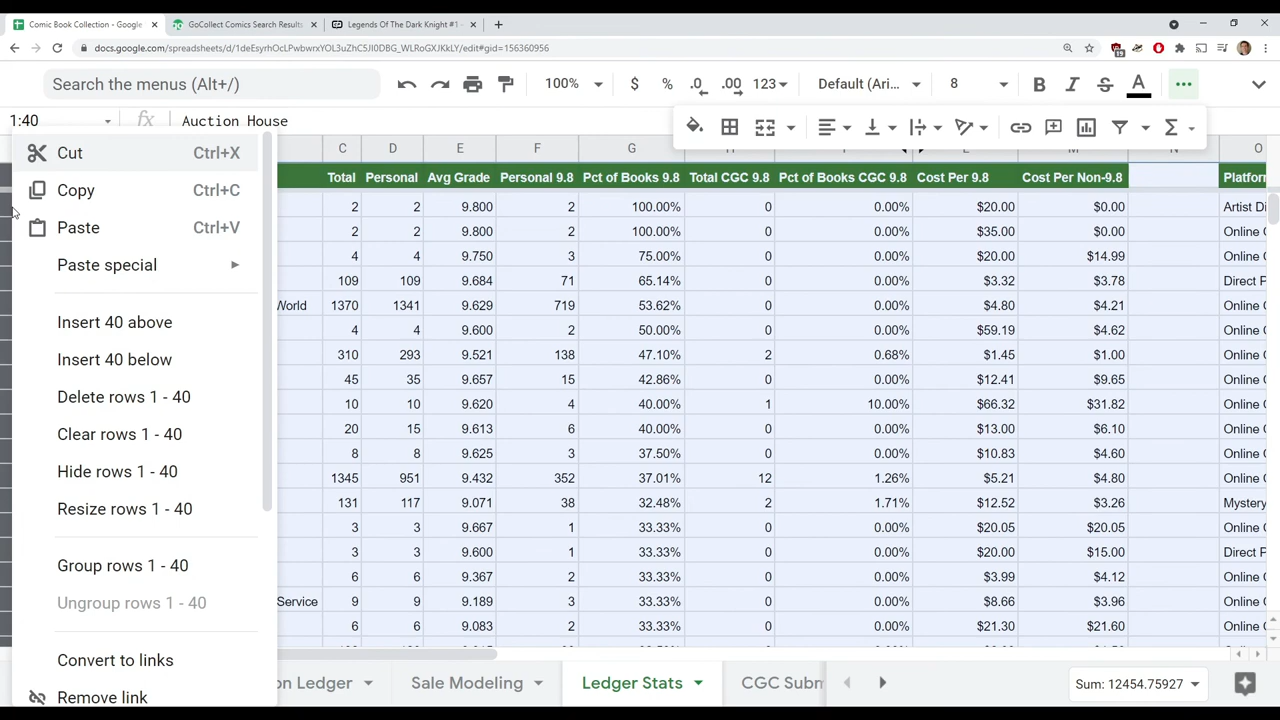 Comic Book Collection - Google
GoCollect Comics Search Results
Legends Of The Dark Knight #1 -
docs.google.com/spreadsheets/d/1deEsyrhOcLPwbwrxYOL3uZhC5JI0DBG_WLRoGXJKkLY/edit#gid=156360956
Search the menus (Alt+/)
100%
$ % .0 .00 123
Default (Ari...
8
B I S A
1:40
fx
Auction House
C D E F G H I L M N O
Cut Ctrl+X
Copy Ctrl+C
Paste Ctrl+V
Paste special
Insert 40 above
Insert 40 below
Delete rows 1 - 40
Clear rows 1 - 40
Hide rows 1 - 40
Resize rows 1 - 40
Group rows 1 - 40
Ungroup rows 1 - 40
Convert to links
Remove link
Total Personal Avg Grade Personal 9.8 Pct of Books 9.8 Total CGC 9.8 Pct of Books CGC 9.8 Cost Per 9.8 Cost Per Non-9.8 Platfor
2 2 9.800 2 100.00% 0 0.00% $20.00 $0.00 Artist Di
2 2 9.800 2 100.00% 0 0.00% $35.00 $0.00 Online
4 4 9.750 3 75.00% 0 0.00% $20.00 $14.99 Online
109 109 9.684 71 65.14% 0 0.00% $3.32 $3.78 Direct P
World 1370 1341 9.629 719 53.62% 0 0.00% $4.80 $4.21 Online
4 4 9.600 2 50.00% 0 0.00% $59.19 $4.62 Online
310 293 9.521 138 47.10% 2 0.68% $1.45 $1.00 Online
45 35 9.657 15 42.86% 0 0.00% $12.41 $9.65 Online
10 10 9.620 4 40.00% 1 10.00% $66.32 $31.82 Online
20 15 9.613 6 40.00% 0 0.00% $13.00 $6.10 Online
8 8 9.625 3 37.50% 0 0.00% $10.83 $4.60 Online
1345 951 9.432 352 37.01% 12 1.26% $5.21 $4.80 Online
131 117 9.071 38 32.48% 2 1.71% $12.52 $3.26 Mystery
3 3 9.667 1 33.33% 0 0.00% $20.05 $20.05 Online
3 3 9.600 1 33.33% 0 0.00% $20.00 $15.00 Direct P
6 6 9.367 2 33.33% 0 0.00% $3.99 $4.12 Online
Service 9 9 9.189 3 33.33% 0 0.00% $8.66 $3.96 Online
6 6 9.083 2 33.33% 0 0.00% $21.30 $21.60 Online
on Ledger
Sale Modeling
Ledger Stats
CGC Subm
Sum: 12454.75927